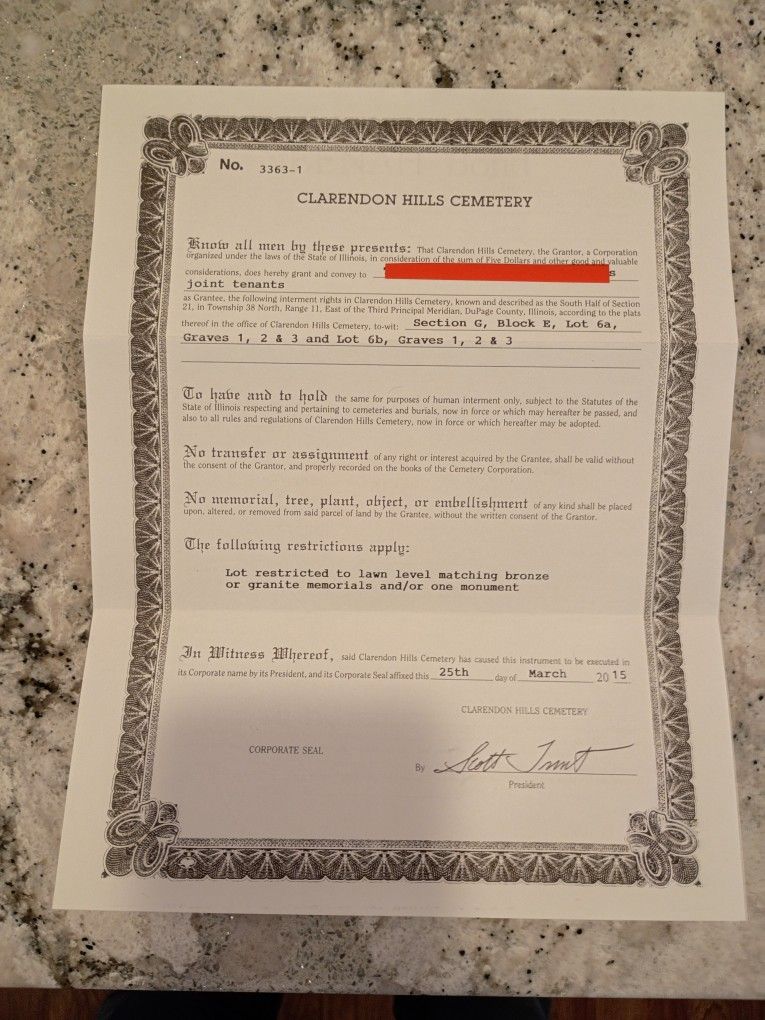 No. 3363-1
CLARENDON HILLS CEMETERY
Know all men by these presents: That Clarendon Hills Cemetery, the Grantor, a Corporation
organized under the laws of the State of Illinois, in consideration of the sum of Five Dollars and other good and valuable
considerations, does hereby grant and convey to s
joint tenants
as Grantee, the following interment rights in Clarendon Hills Cemetery, known and described as the South Half of Section
21, in Township 38 North, Range 11, East of the Third Principal Meridian, DuPage County, Illinois, according to the plats
thereof in the office of Clarendon Hills Cemetery, to-wit: Section G, Block E, Lot 6a,
Graves 1, 2 & 3 and Lot 6b, Graves 1, 2 & 3
To have and to hold the same for purposes of human interment only, subject to the Statutes of the
State of Illinois respecting and pertaining to cemeteries and burials, now in force or which may hereafter be passed, and
also to all rules and regulations of Clarendon Hills Cemetery, now in force or which hereafter may be adopted.
No transfer or assignment of any right or interest acquired by the Grantee, shall be valid without
the consent of the Grantor, and properly recorded on the books of the Cemetery Corporation.
No memorial, tree, plant, object, or embellishment of any kind shall be placed
upon, altered, or removed from said parcel of land by the Grantee, without the written consent of the Grantor.
The following restrictions apply:
Lot restricted to lawn level matching bronze
or granite memorials and/or one monument
In Witness Whereof, said Clarendon Hills Cemetery has caused this instrument to be executed in
its Corporate name by its President, and its Corporate Seal affixed this 25th day of March 2015
CLARENDON HILLS CEMETERY
CORPORATE SEAL
By Scott
President